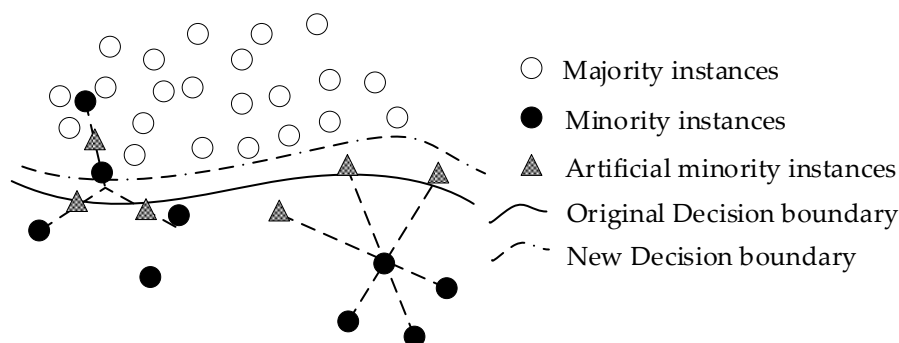 Majority instances
Minority instances
Artificial minority instances
Original Decision boundary
New Decision boundary